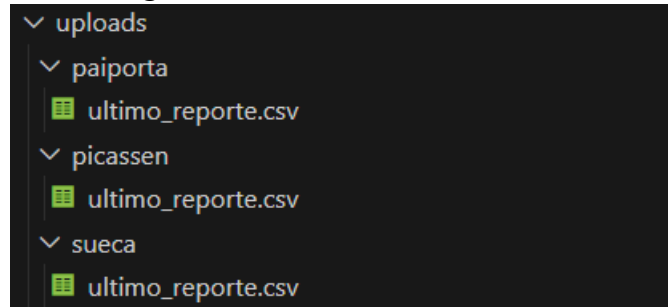 uploads
paiporta
ultimo_reporte.csv
picassen
ultimo_reporte.csv
sueca
ultimo_reporte.csv